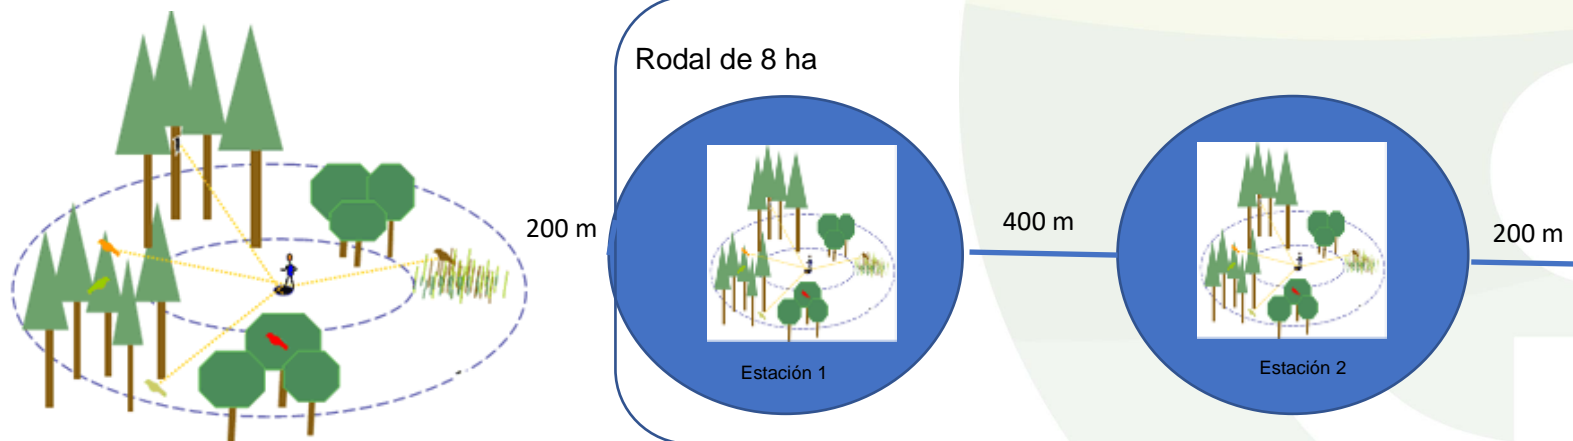 Rodal de 8 ha
200 m
400 m
200 m
Estación 1
Estación 2